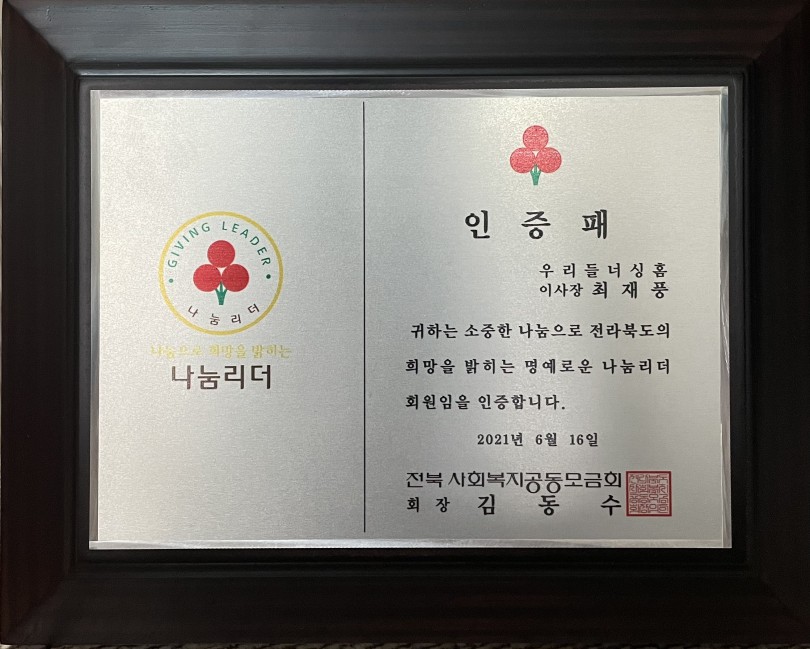 GIVING LEADER
나눔리더
나눔으로 희망을 밝히는
나눔리더
인 증 패
우리들너싱홈
이사장 최재풍
귀하는 소중한 나눔으로 전라북도의
희망을 밝히는 명예로운 나눔리더
회원임을 인증합니다.
2021년 6월 16일
전북 사회복지공동모금회
회 장 김 동 수